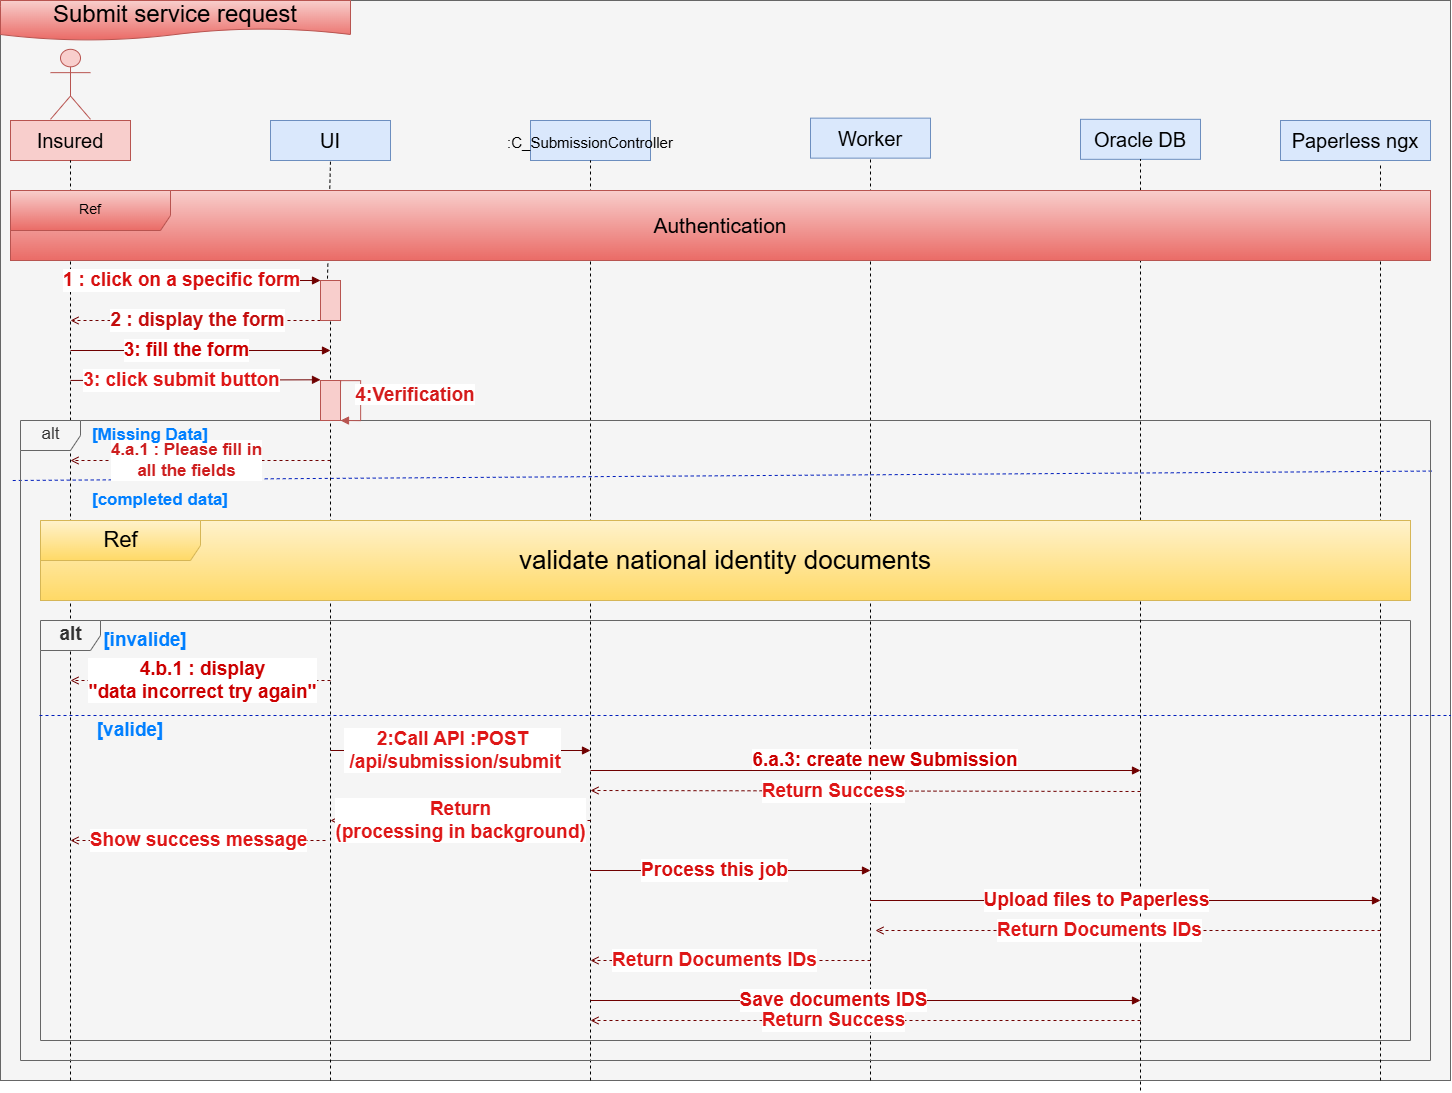 Submit service request
Insured
UI
:C_SubmissionController
Worker
Oracle DB
Paperless ngx
Ref
Authentication
1 : click on a specific form
2 : display the form
3: fill the form
3: click submit button
4:Verification
alt
[Missing Data]
4.a.1 : Please fill in
all the fields
[completed data]
Ref
validate national identity documents
alt
[invalide]
4.b.1 : display
"data incorrect try again"
[valide]
2:Call API :POST
/api/submission/submit
6.a.3: create new Submission
Return Success
Return
(processing in background)
Show success message
Process this job
Upload files to Paperless
Return Documents IDs
Return Documents IDs
Save documents IDS
Return Success